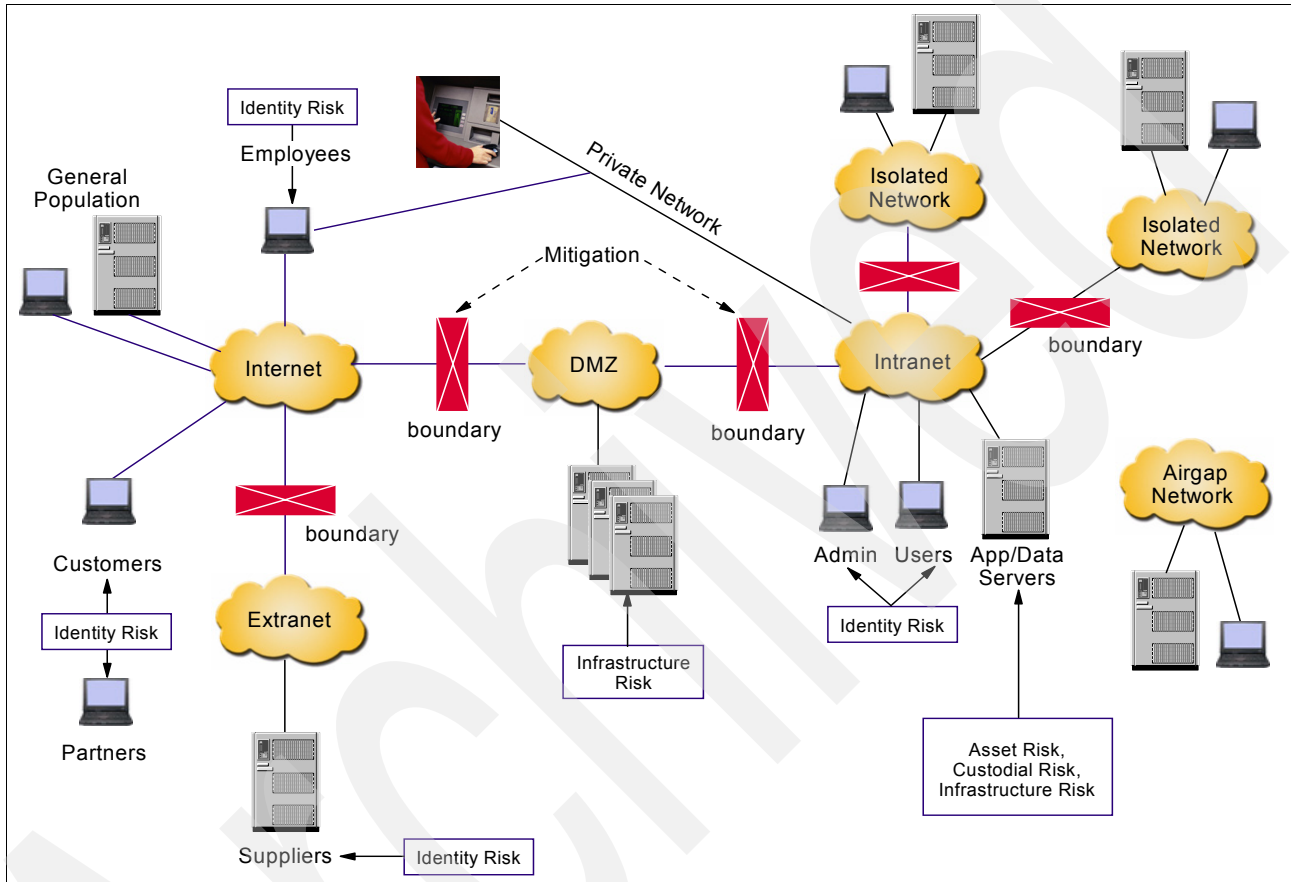 Identity Risk
Employees
General
Population
Private Network
Isolated
Network
Isolated
Network
Mitigation
Internet
DMZ
Intranet
boundary
boundary
boundary
boundary
Airgap
Network
Customers
Identity Risk
Partners
Extranet
Suppliers
Identity Risk
Infrastructure
Risk
Admin
Users
App/Data
Servers
Identity Risk
Asset Risk,
Custodial Risk,
Infrastructure Risk
Archived